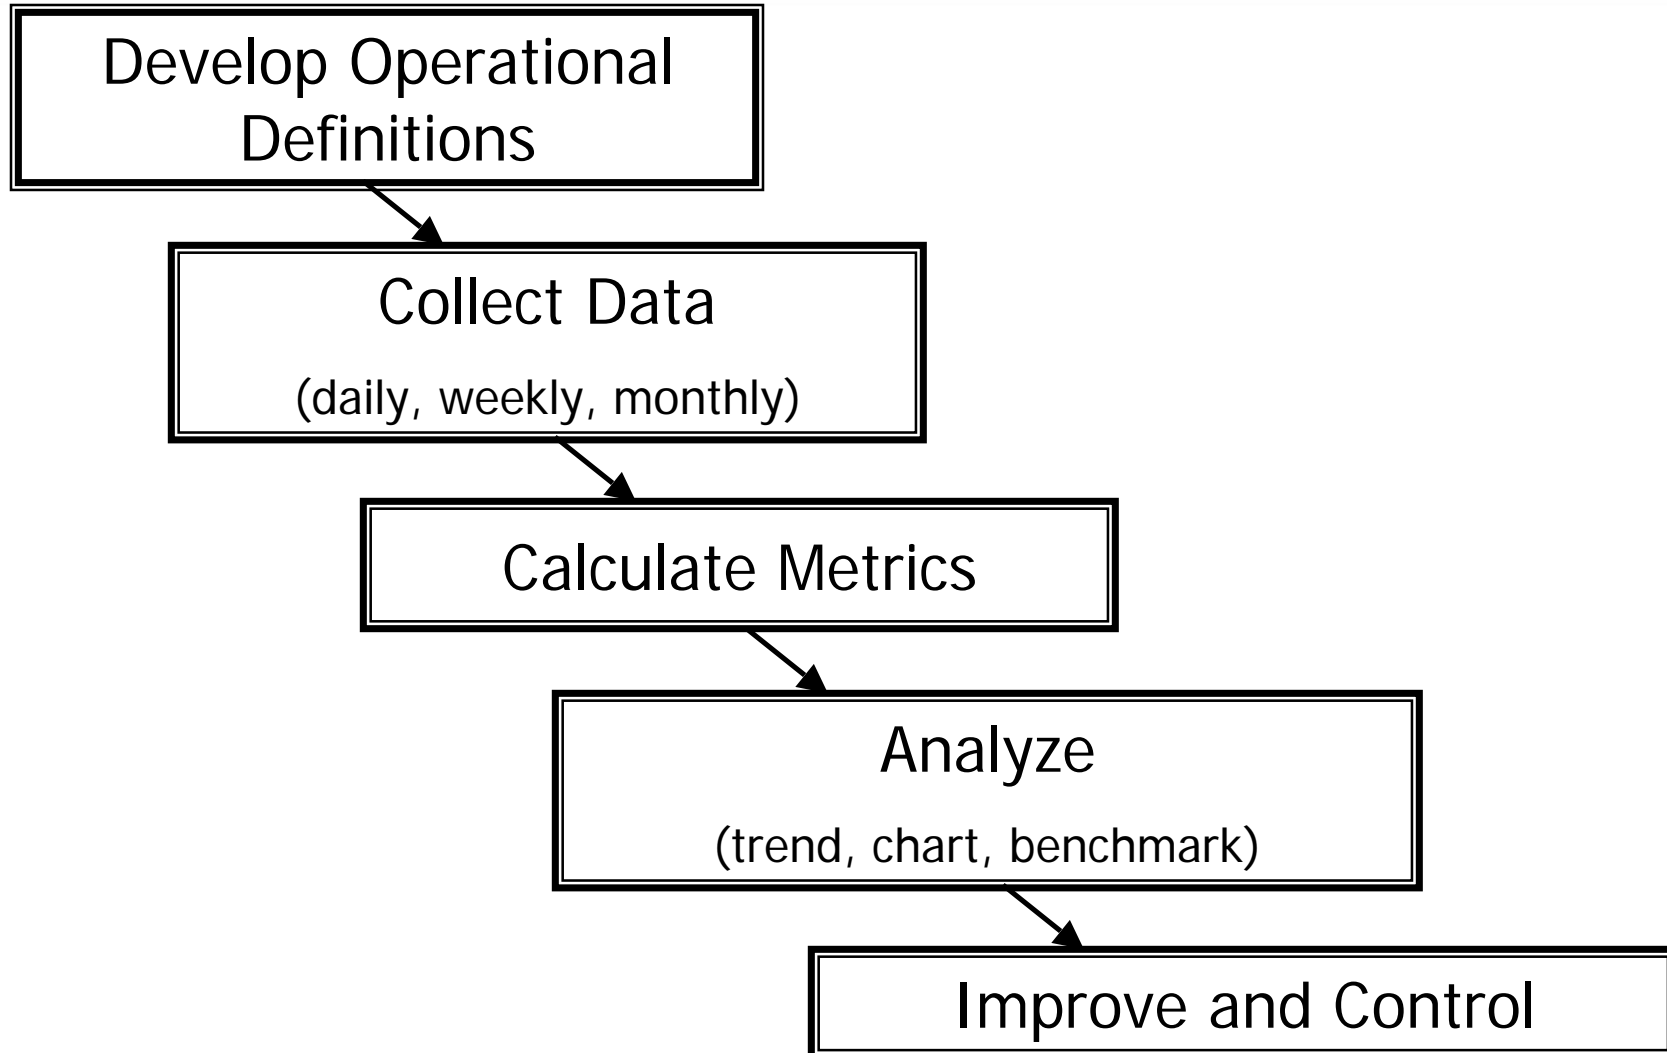 Develop Operational
Definitions
Collect Data
(daily, weekly, monthly)
Calculate Metrics
Analyze
(trend, chart, benchmark)
Improve and Control